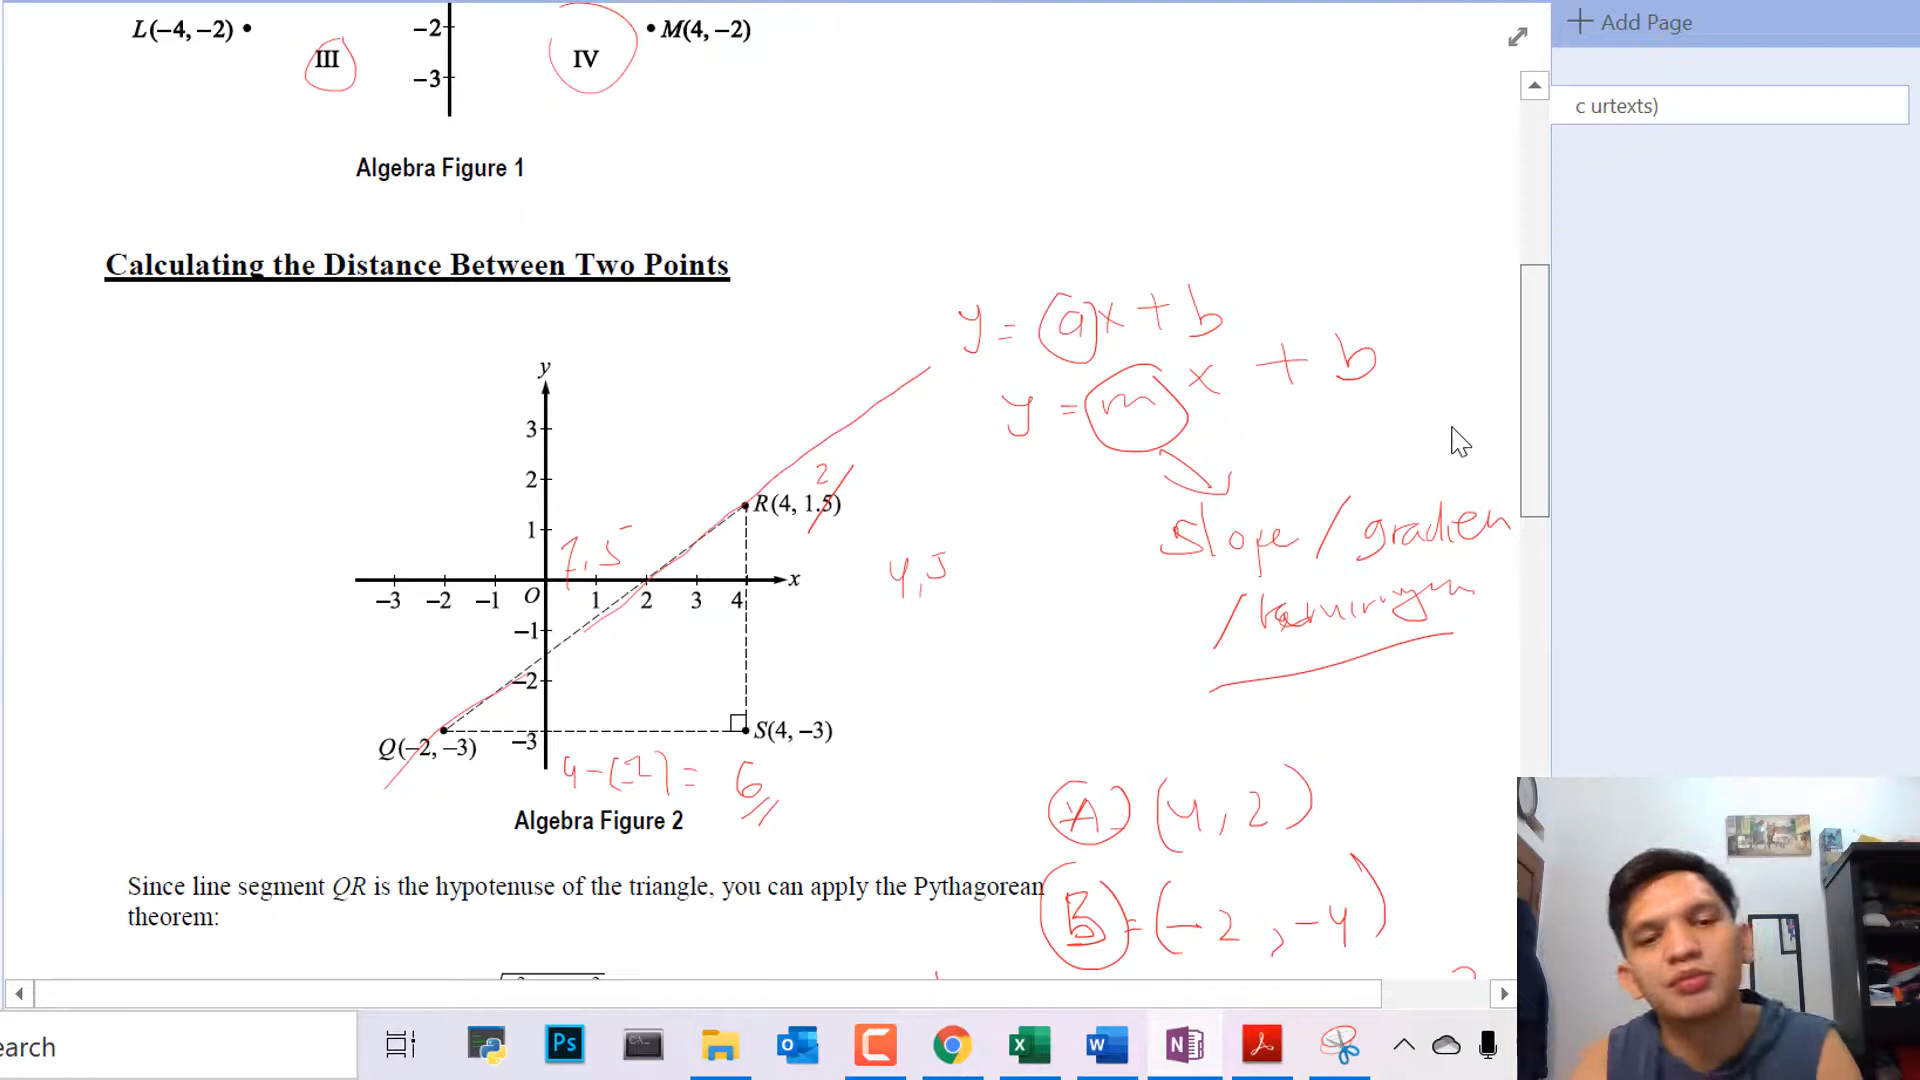 Add Page
c urtexts)
L(−4, −2)
III
−2
−3
IV
M(4, −2)
Algebra Figure 1
Calculating the Distance Between Two Points
y = ax + b
y = mx + b
slope / gradien
y
3
2
1
−1
−2
−3
−3 −2 −1 O 1 2 3 4 x
2
R(4, 1.5)
4,5
Q(−2, −3)
S(4, −3)
4 − (−2) = 6
Algebra Figure 2
A = (4, 2)
B = (−2, −4)
Since line segment QR is the hypotenuse of the triangle, you can apply the Pythagorean
theorem:
earch